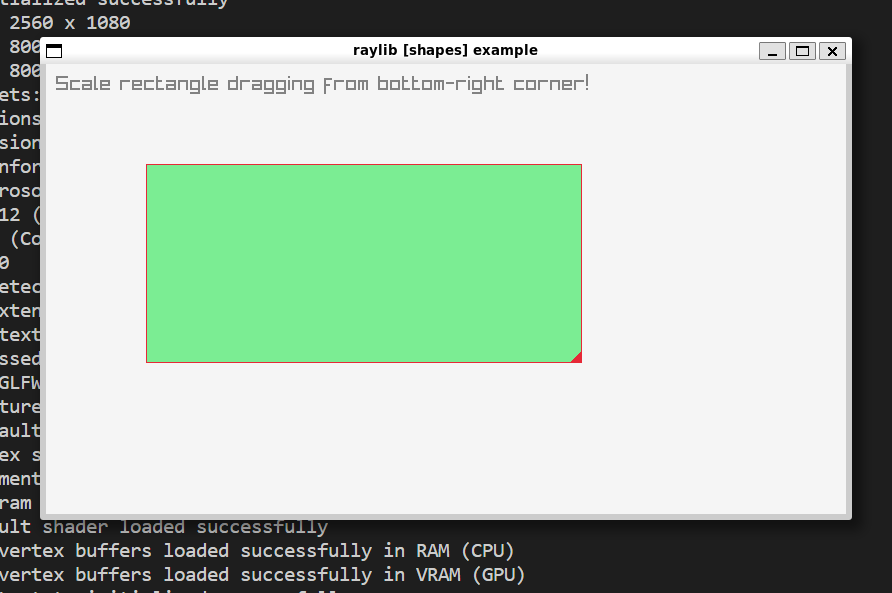 tialized successfully
2560 x 1080
800
800
ets:
ions
sion
nfor
roso
12 (
(Co
0
etec
xten
text
ssed
GLFW
ture
ault
ex s
ment
ram
raylib [shapes] example
Scale rectangle dragging from bottom-right corner!
ult shader loaded successfully
vertex buffers loaded successfully in RAM (CPU)
vertex buffers loaded successfully in VRAM (GPU)